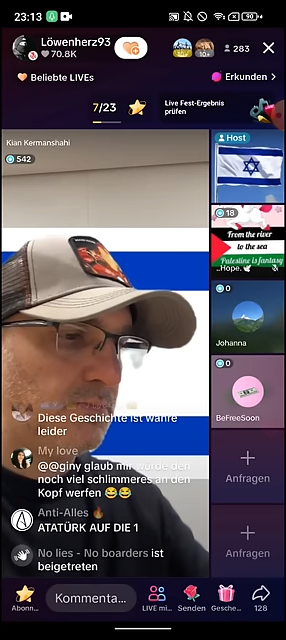 23:13
90
Löwenherz93
70.8K
283
Beliebte LIVEs
Erkunden >
7/23
Live Fest-Ergebnis
prüfen
Kian Kermanshahi
542
Host
18
From the river
to the sea
Palestine is fantasy
..Hope.
0
Johanna
0
BeFreeSoon
Diese Geschichte ist wahre
leider
My love
@@giny glaub mir würde den
noch viel schlimmeres an den
Kopf werfen 😂😂
Anti-Alles 🔥
ATATÜRK AUF DIE 1
No lies - No boarders ist
beigetreten
+
Anfragen
+
Anfragen
Abonn...
Kommenta...
LIVE mi...
Senden
Gesche...
128